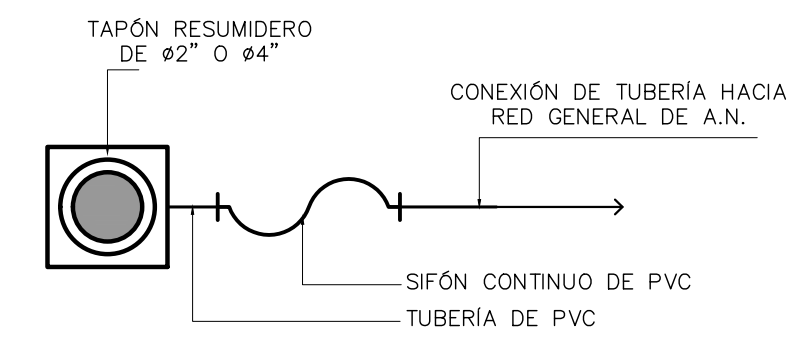 TAPÓN RESUMIDERO
DE ø2" O ø4"
CONEXIÓN DE TUBERÍA HACIA
RED GENERAL DE A.N.
SIFÓN CONTINUO DE PVC
TUBERÍA DE PVC